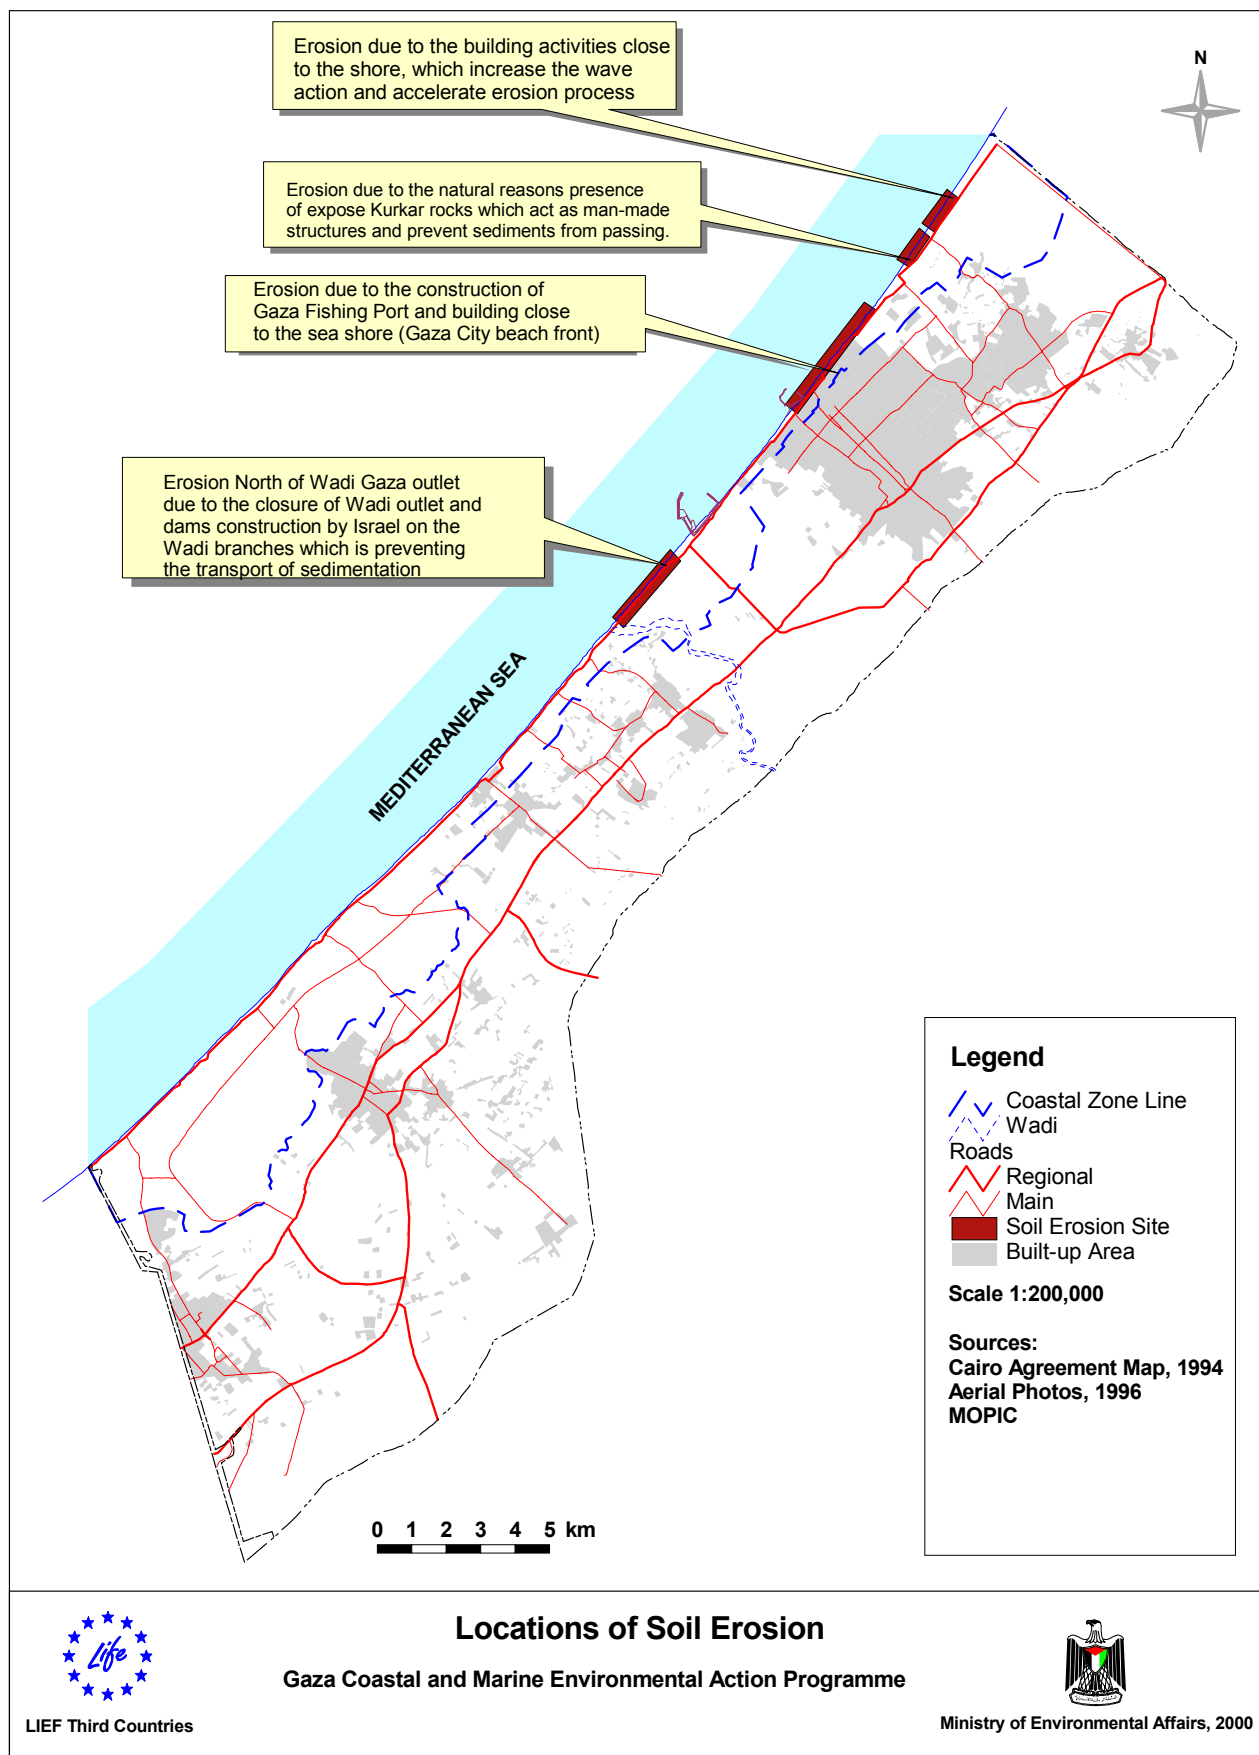 Erosion due to the building activities close
to the shore, which increase the wave
action and accelerate erosion process
N
Erosion due to the natural reasons presence
of expose Kurkar rocks which act as man-made
structures and prevent sediments from passing.
Erosion due to the construction of
Gaza Fishing Port and building close
to the sea shore (Gaza City beach front)
Erosion North of Wadi Gaza outlet
due to the closure of Wadi outlet and
dams construction by Israel on the
Wadi branches which is preventing
the transport of sedimentation
MEDITERRANEAN SEA
Legend
Coastal Zone Line
Wadi
Roads
Regional
Main
Soil Erosion Site
Built-up Area
Scale 1:200,000
Sources:
Cairo Agreement Map, 1994
Aerial Photos, 1996
MOPIC
0 1 2 3 4 5 km
Life
LIEF Third Countries
Locations of Soil Erosion
Gaza Coastal and Marine Environmental Action Programme
Ministry of Environmental Affairs, 2000